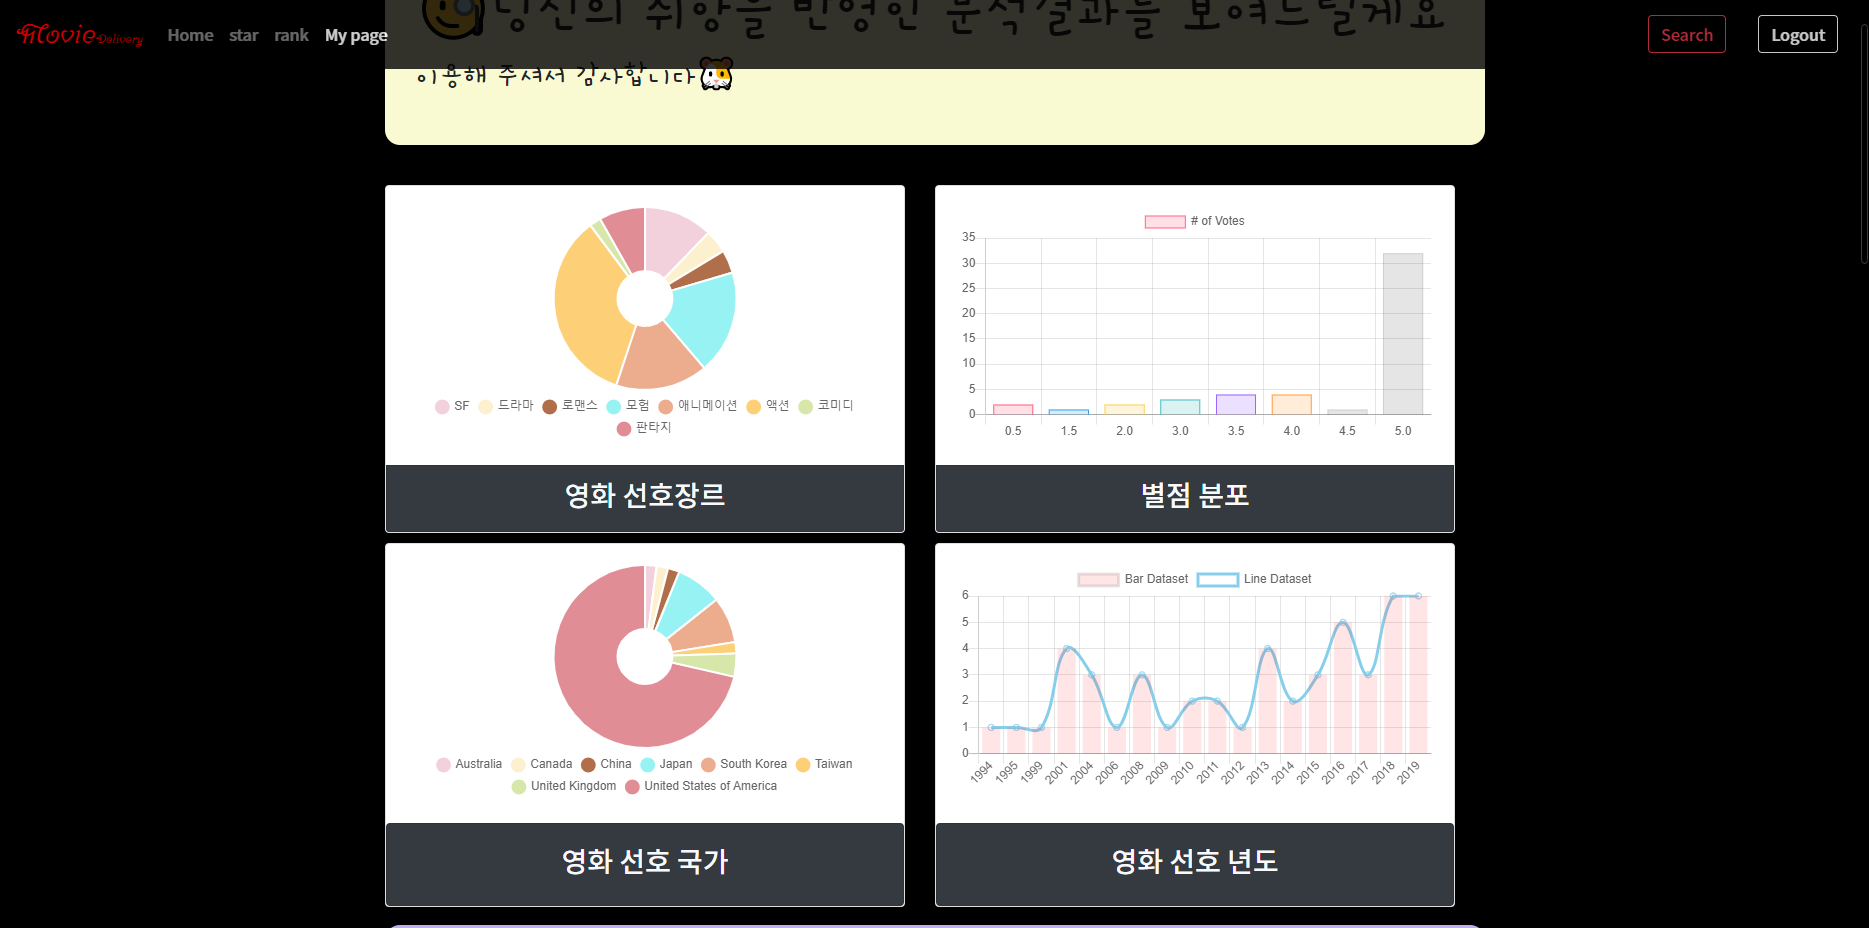 당신의 취향을 반영한 분석결과를 보여드릴게요
Movie Delivery Home star rank My page Search Logout
이용해 주셔서 감사합니다
SF 드라마 로맨스 모험 애니메이션 액션 코미디
판타지
영화 선호장르
# of Votes
35
30
25
20
15
10
5
0
0.5 1.5 2.0 3.0 3.5 4.0 4.5 5.0
별점 분포
Australia Canada China Japan South Korea Taiwan
United Kingdom United States of America
영화 선호 국가
Bar Dataset Line Dataset
6
5
4
3
2
1
0
1994 1995 1999 2001 2004 2006 2008 2009 2010 2011 2012 2013 2014 2015 2016 2017 2018 2019
영화 선호 년도